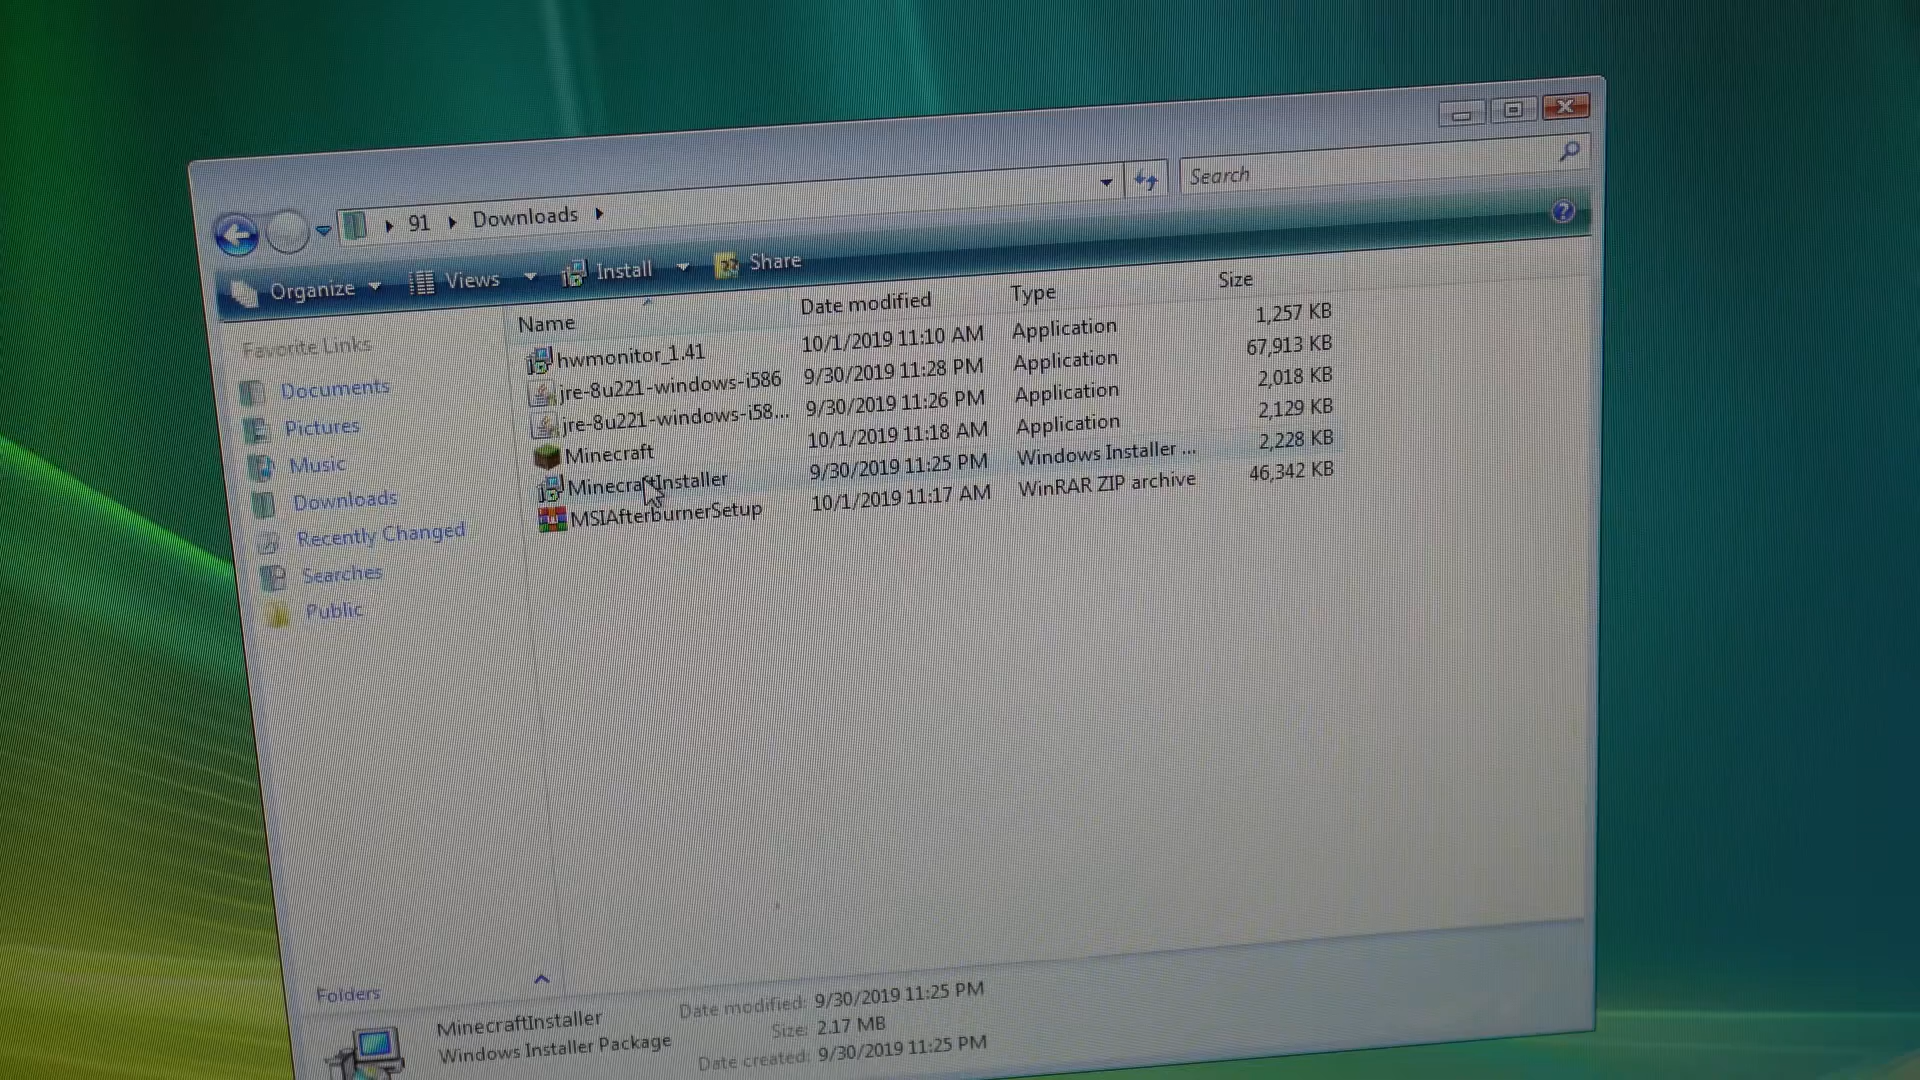 Search
91 Downloads
Organize Views Install Share
Name Date modified Type Size
hwmonitor_1.41 10/1/2019 11:10 AM Application 1,257 KB
jre-8u221-windows-i586 9/30/2019 11:28 PM Application 67,913 KB
jre-8u221-windows-i58... 9/30/2019 11:26 PM Application 2,018 KB
Minecraft 10/1/2019 11:18 AM Application 2,129 KB
MinecraftInstaller 9/30/2019 11:25 PM Windows Installer ... 2,228 KB
MSIAfterburnerSetup 10/1/2019 11:17 AM WinRAR ZIP archive 46,342 KB
Favorite Links
Documents
Pictures
Music
Downloads
Recently Changed
Searches
Public
Folders
MinecraftInstaller Date modified: 9/30/2019 11:25 PM
Windows Installer Package Size: 2.17 MB
Date created: 9/30/2019 11:25 PM